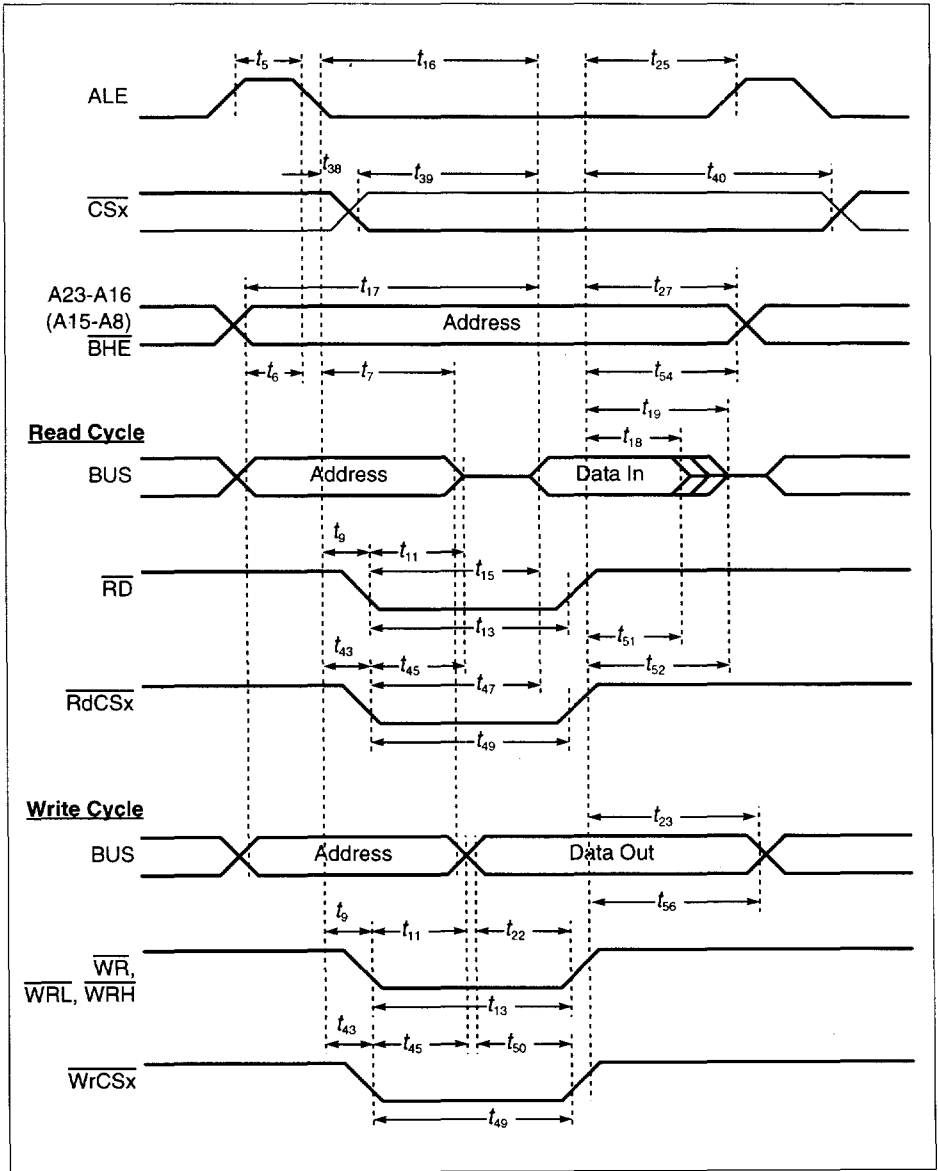 t5 t16 t25
ALE
t38 t39 t40
CSx
t17 t27
A23-A16
(A15-A8)
BHE
Address
t6 t7 t54
t19
Read Cycle
t18
BUS Address Data In
t9 t11
t15
RD
t13 t51
t43 t45 t52
t47
RdCSx
t49
Write Cycle
t23
BUS Address Data Out
t56
t9 t11 t22
WR,
WRL, WRH
t13
t43 t45 t50
WrCSx
t49